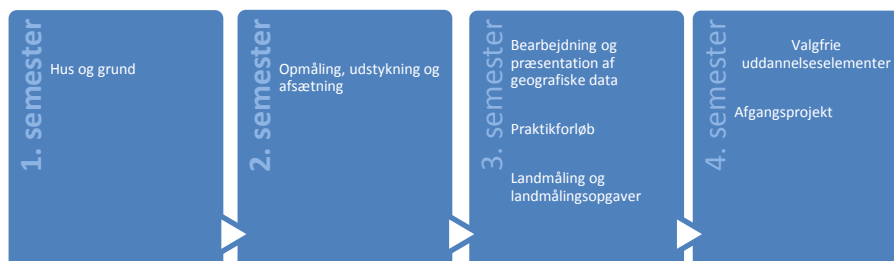 1. semester
Hus og grund
2. semester
Opmåling, udstykning og
afsætning
3. semester
Bearbejdning og
præsentation af
geografiske data
Praktikforløb
Landmåling og
landmålingsopgaver
4. semester
Valgfrie
uddannelseselementer
Afgangsprojekt